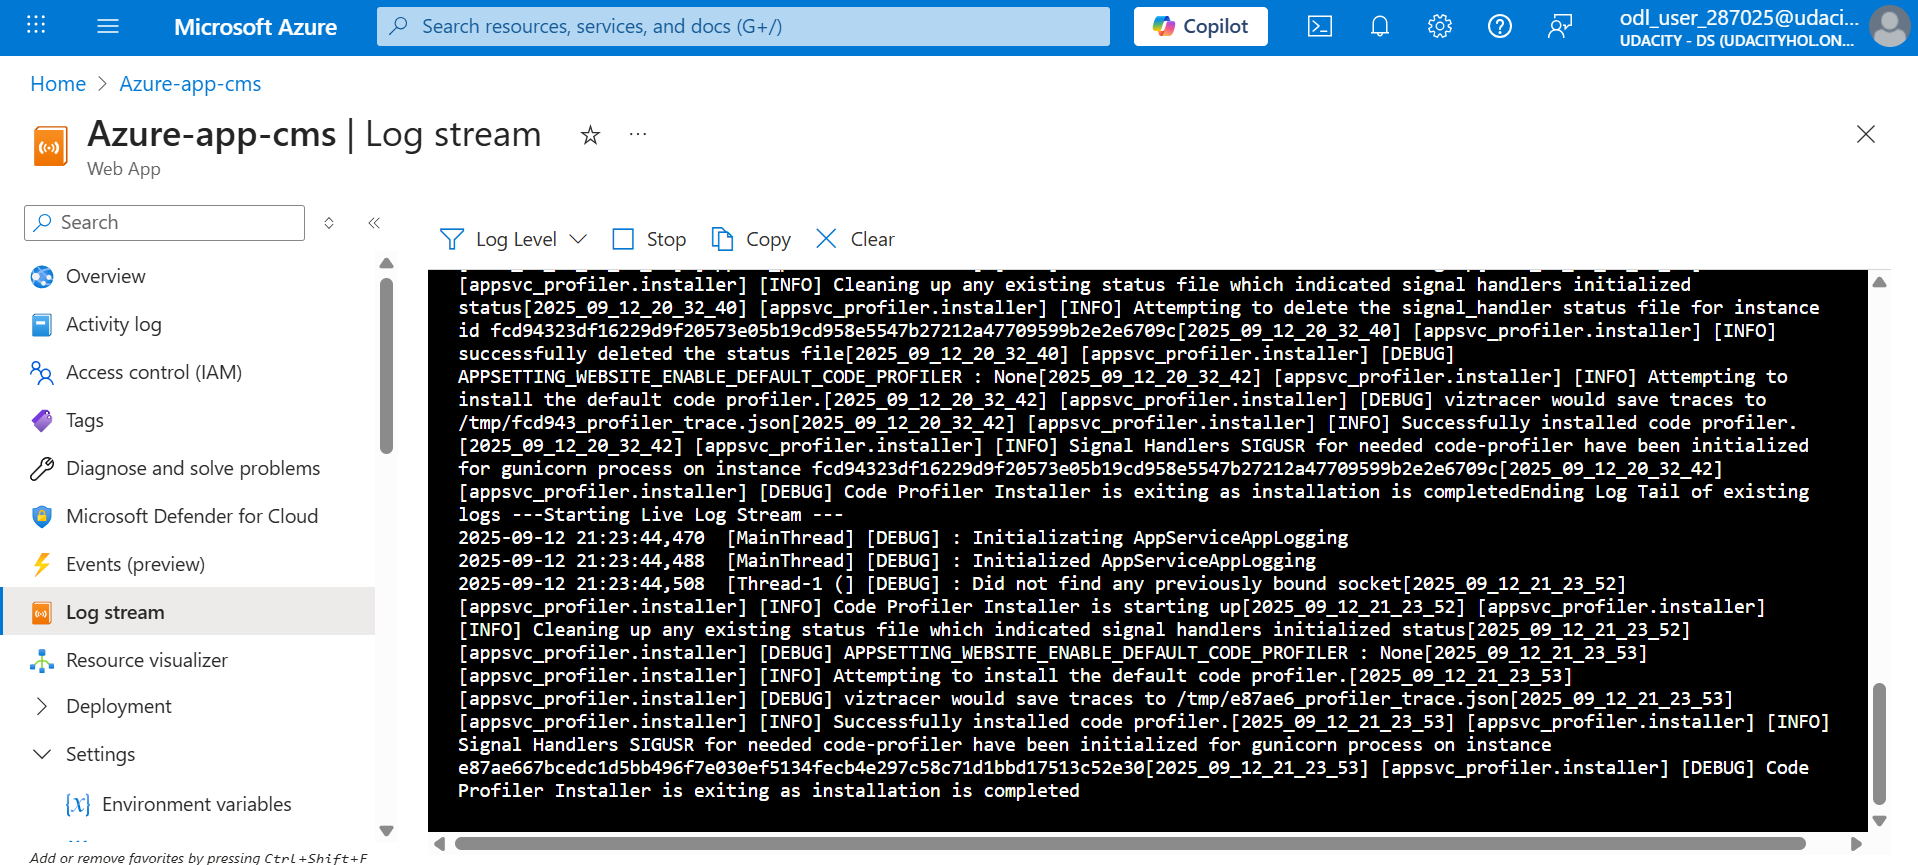 Microsoft Azure
Search resources, services, and docs (G+/)
Copilot
odl_user_287025@udaci...
UDACITY - DS (UDACITYHOL.ON...
Home > Azure-app-cms
Azure-app-cms | Log stream
Web App
Search
Overview
Activity log
Access control (IAM)
Tags
Diagnose and solve problems
Microsoft Defender for Cloud
Events (preview)
Log stream
Resource visualizer
Deployment
Settings
Environment variables
Add or remove favorites by pressing Ctrl+Shift+F
Log Level Stop Copy Clear
[appsvc_profiler.installer] [INFO] Cleaning up any existing status file which indicated signal handlers initialized
status[2025_09_12_20_32_40] [appsvc_profiler.installer] [INFO] Attempting to delete the signal_handler status file for instance
id fcd94323df16229d9f20573e05b19cd958e5547b27212a47709599b2e2e6709c[2025_09_12_20_32_40] [appsvc_profiler.installer] [INFO]
successfully deleted the status file[2025_09_12_20_32_40] [appsvc_profiler.installer] [DEBUG]
APPSETTING_WEBSITE_ENABLE_DEFAULT_CODE_PROFILER : None[2025_09_12_20_32_42] [appsvc_profiler.installer] [INFO] Attempting to
install the default code profiler.[2025_09_12_20_32_42] [appsvc_profiler.installer] [DEBUG] viztracer would save traces to
/tmp/fcd943_profiler_trace.json[2025_09_12_20_32_42] [appsvc_profiler.installer] [INFO] Successfully installed code profiler.
[2025_09_12_20_32_42] [appsvc_profiler.installer] [INFO] Signal Handlers SIGUSR for needed code-profiler have been initialized
for gunicorn process on instance fcd94323df16229d9f20573e05b19cd958e5547b27212a47709599b2e2e6709c[2025_09_12_20_32_42]
[appsvc_profiler.installer] [DEBUG] Code Profiler Installer is exiting as installation is completedEnding Log Tail of existing
logs ---Starting Live Log Stream ---
2025-09-12 21:23:44,470  [MainThread] [DEBUG] : Initializating AppServiceAppLogging
2025-09-12 21:23:44,488  [MainThread] [DEBUG] : Initialized AppServiceAppLogging
2025-09-12 21:23:44,508  [Thread-1 (] [DEBUG] : Did not find any previously bound socket[2025_09_12_21_23_52]
[appsvc_profiler.installer] [INFO] Code Profiler Installer is starting up[2025_09_12_21_23_52] [appsvc_profiler.installer]
[INFO] Cleaning up any existing status file which indicated signal handlers initialized status[2025_09_12_21_23_52]
[appsvc_profiler.installer] [DEBUG] APPSETTING_WEBSITE_ENABLE_DEFAULT_CODE_PROFILER : None[2025_09_12_21_23_53]
[appsvc_profiler.installer] [INFO] Attempting to install the default code profiler.[2025_09_12_21_23_53]
[appsvc_profiler.installer] [DEBUG] viztracer would save traces to /tmp/e87ae6_profiler_trace.json[2025_09_12_21_23_53]
[appsvc_profiler.installer] [INFO] Successfully installed code profiler.[2025_09_12_21_23_53] [appsvc_profiler.installer] [INFO]
Signal Handlers SIGUSR for needed code-profiler have been initialized for gunicorn process on instance
e87ae667bcedc1d5bb496f7e030ef5134fecb4e297c58c71d1bbd17513c52e30[2025_09_12_21_23_53] [appsvc_profiler.installer] [DEBUG] Code
Profiler Installer is exiting as installation is completed